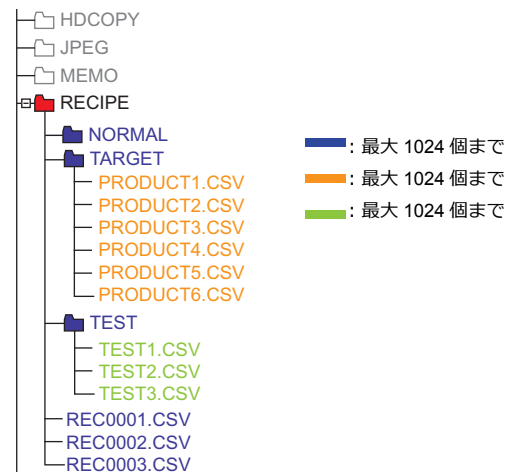 HDCOPY
JPEG
MEMO
RECIPE
NORMAL
TARGET
PRODUCT1.CSV
PRODUCT2.CSV
PRODUCT3.CSV
PRODUCT4.CSV
PRODUCT5.CSV
PRODUCT6.CSV
TEST
TEST1.CSV
TEST2.CSV
TEST3.CSV
REC0001.CSV
REC0002.CSV
REC0003.CSV
: 最大 1024 個まで
: 最大 1024 個まで
: 最大 1024 個まで